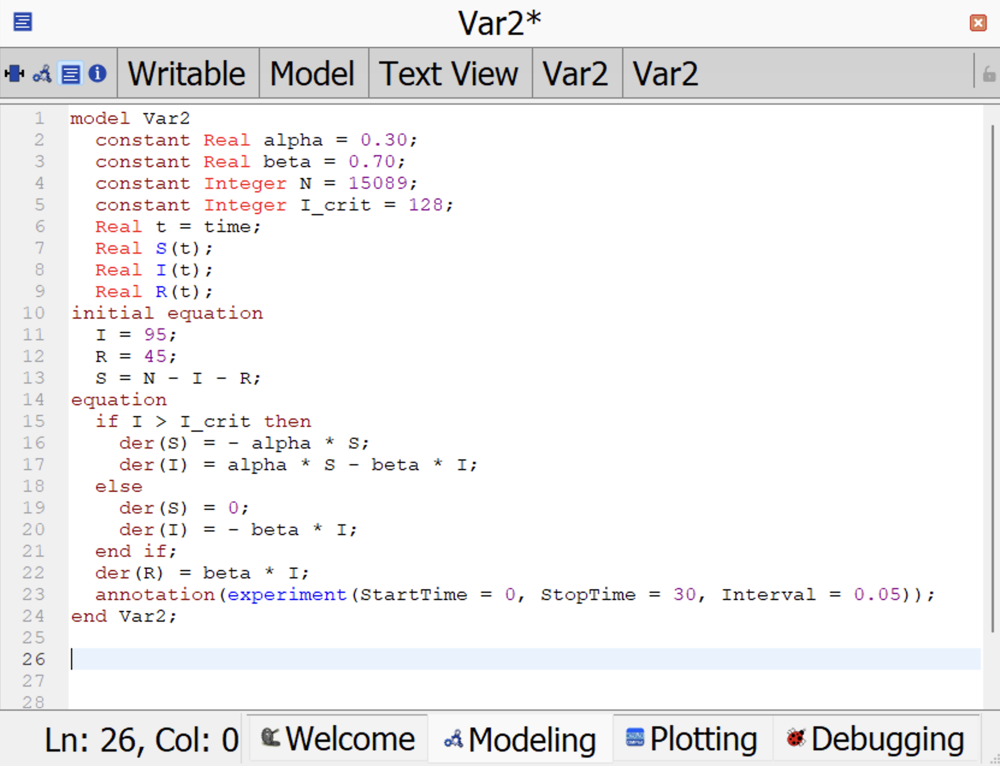 Var2*
Writable Model Text View Var2 Var2
1 model Var2
2   constant Real alpha = 0.30;
3   constant Real beta = 0.70;
4   constant Integer N = 15089;
5   constant Integer I_crit = 128;
6   Real t = time;
7   Real S(t);
8   Real I(t);
9   Real R(t);
10 initial equation
11   I = 95;
12   R = 45;
13   S = N - I - R;
14 equation
15   if I > I_crit then
16     der(S) = - alpha * S;
17     der(I) = alpha * S - beta * I;
18   else
19     der(S) = 0;
20     der(I) = - beta * I;
21   end if;
22   der(R) = beta * I;
23   annotation(experiment(StartTime = 0, StopTime = 30, Interval = 0.05));
24 end Var2;
25
26
27
28
Ln: 26, Col: 0 Welcome Modeling Plotting Debugging